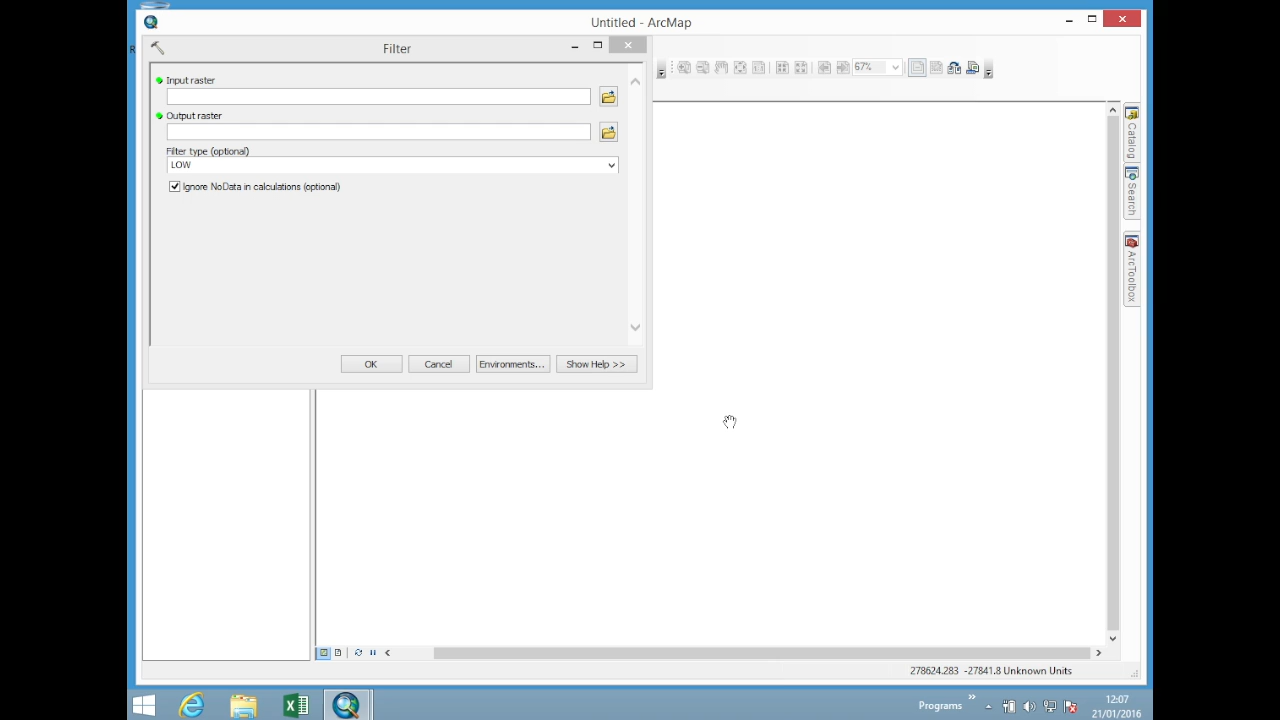 Untitled - ArcMap
R
Filter
67%
Input raster
Output raster
Filter type (optional)
LOW
Ignore NoData in calculations (optional)
OK
Cancel
Environments...
Show Help >>
Catalog
Search
ArcToolbox
278624.283 -27841.8 Unknown Units
Programs
12:07
21/01/2016